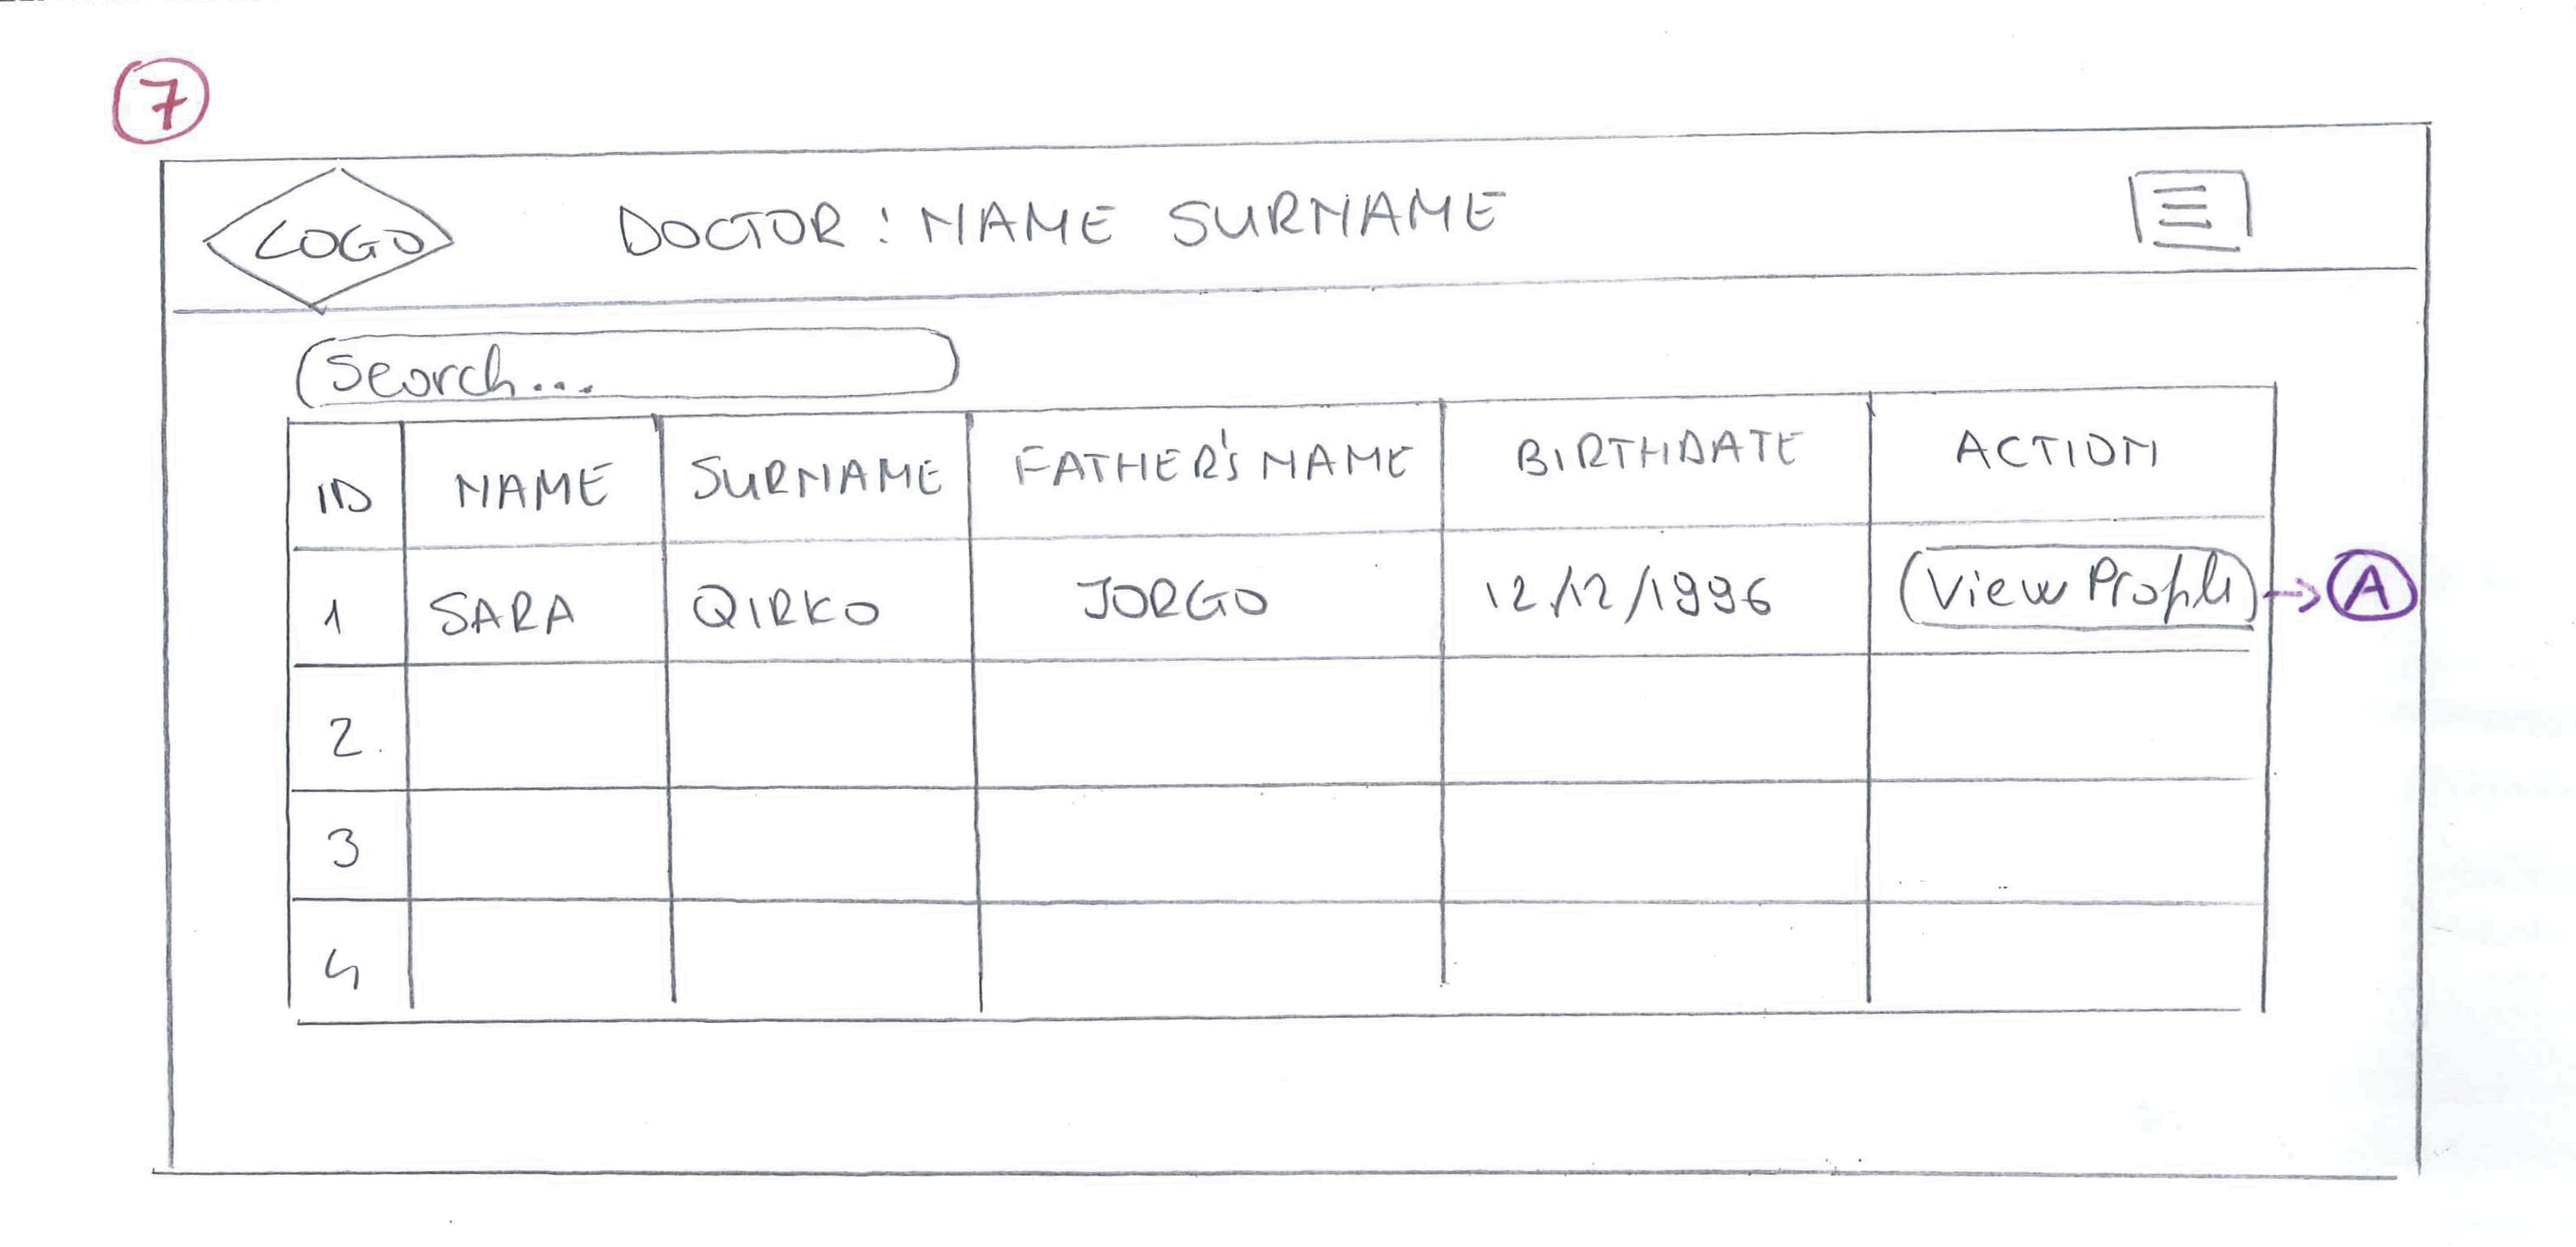 7
LOGO DOCTOR : NAME SURNAME
Search...
ID NAME SURNAME FATHER'S NAME BIRTHDATE ACTION
1 SARA QIRKO JORGO 12/12/1996 View Profile A
2.
3
4